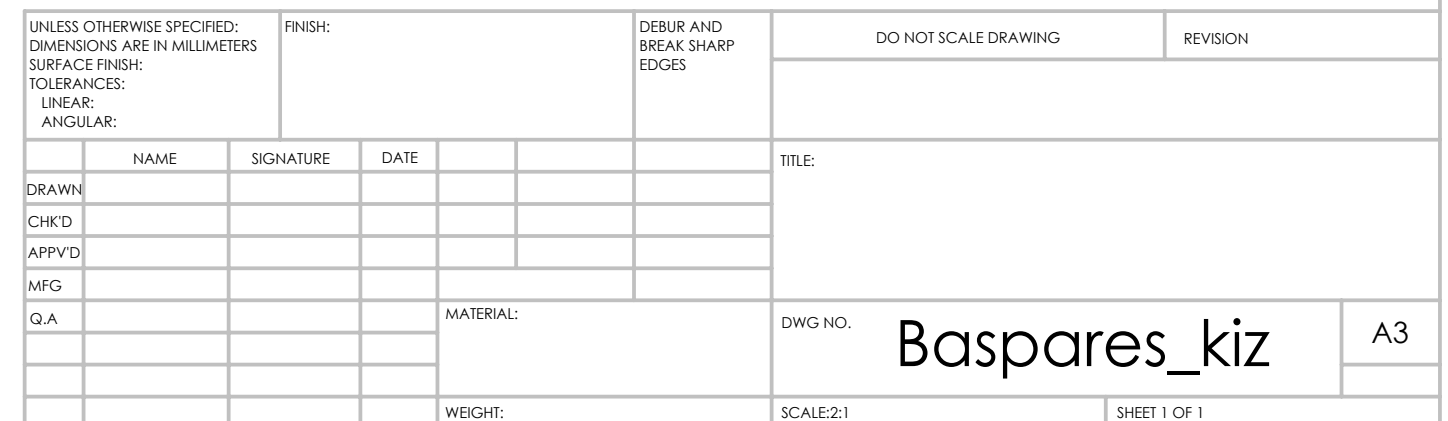 UNLESS OTHERWISE SPECIFIED:
DIMENSIONS ARE IN MILLIMETERS
SURFACE FINISH:
TOLERANCES:
LINEAR:
ANGULAR:
FINISH:
DEBUR AND
BREAK SHARP
EDGES
DO NOT SCALE DRAWING
REVISION
NAME
SIGNATURE
DATE
TITLE:
DRAWN
CHK'D
APPV'D
MFG
Q.A
MATERIAL:
DWG NO.
Baspares_kiz
A3
WEIGHT:
SCALE:2:1
SHEET 1 OF 1